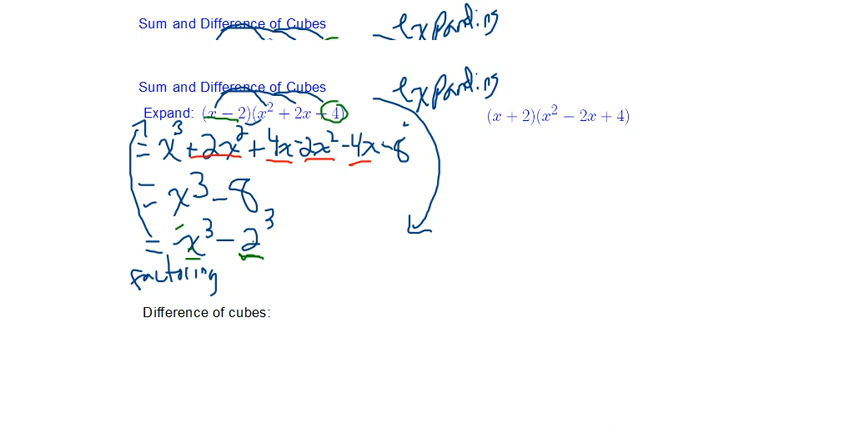 Sum and Difference of Cubes
expanding
Sum and Difference of Cubes
expanding
Expand: (x − 2)(x² + 2x + 4)
(x + 2)(x² − 2x + 4)
= x³ + 2x² + 4x - 2x² - 4x - 8
= x³ - 8
= x³ - 2³
Factoring
Difference of cubes: